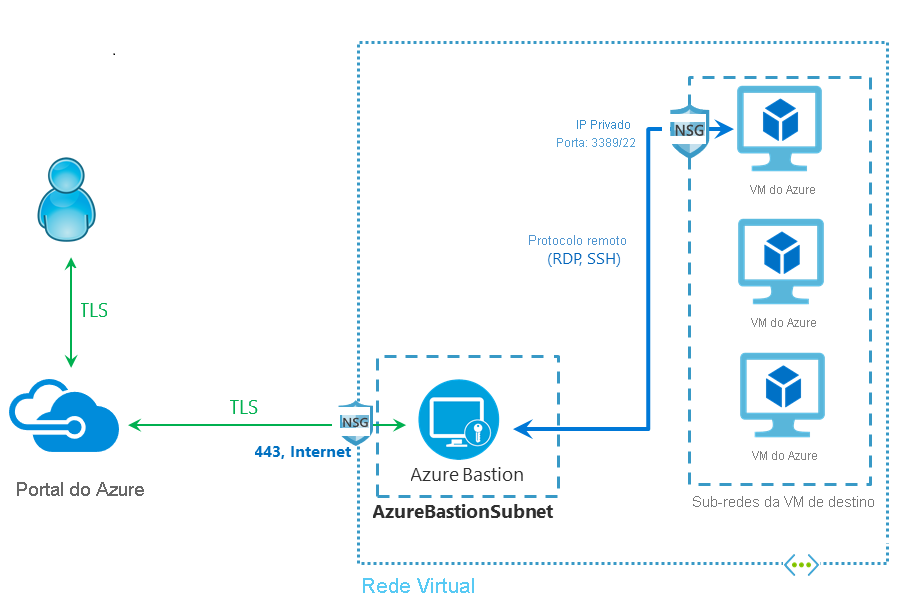 IP Privado
Porta: 3389/22
NSG
VM do Azure
Protocolo remoto
(RDP, SSH)
VM do Azure
TLS
TLS
NSG
443, Internet
VM do Azure
Azure Bastion
Portal do Azure
AzureBastionSubnet
Sub-redes da VM de destino
Rede Virtual